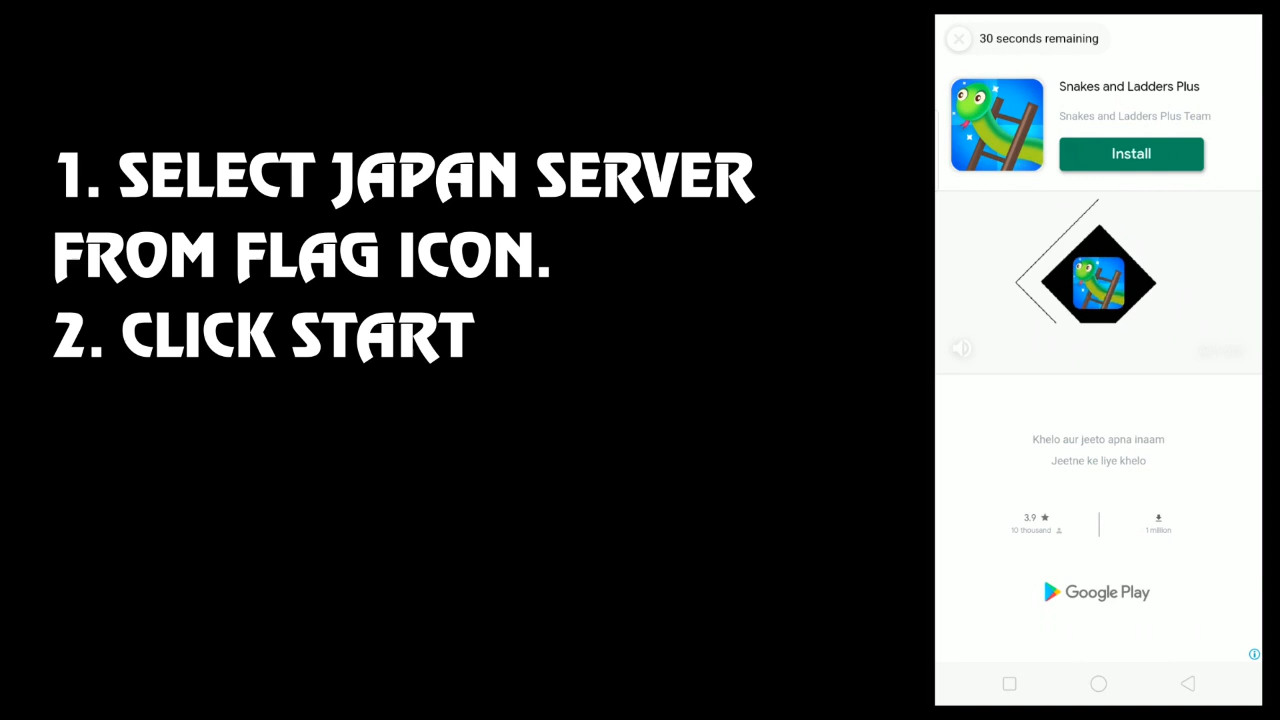 1. SELECT JAPAN SERVER
FROM FLAG ICON.
2. CLICK START
30 seconds remaining
Snakes and Ladders Plus
Snakes and Ladders Plus Team
Install
Khelo aur jeeto apna inaam
Jeetne ke liye khelo
3.9 ★
10 thousand
1 million
Google Play